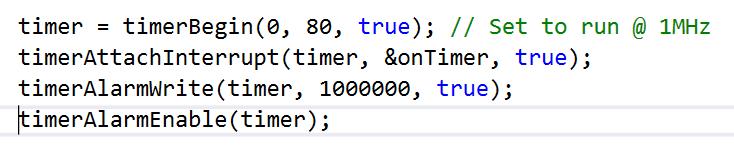 timer = timerBegin(0, 80, true); // Set to run @ 1MHz
timerAttachInterrupt(timer, &onTimer, true);
timerAlarmWrite(timer, 1000000, true);
timerAlarmEnable(timer);